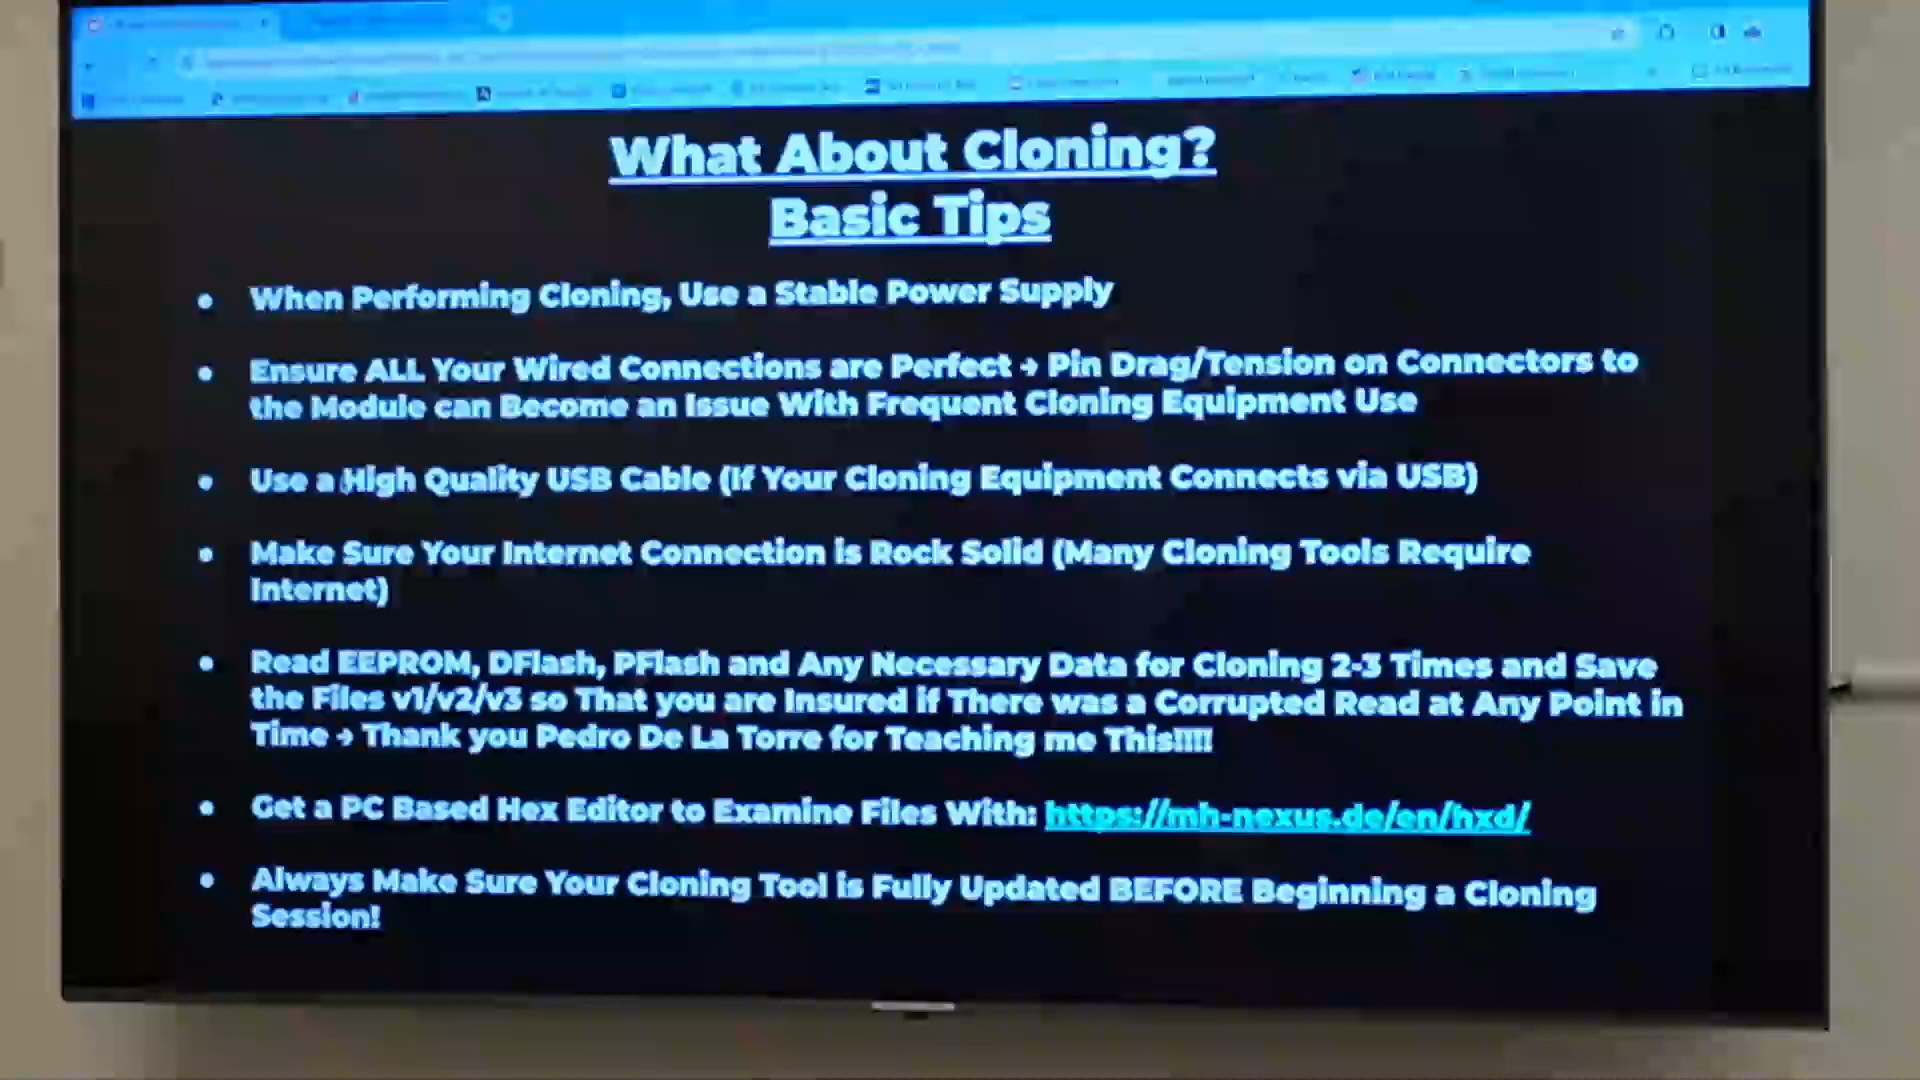 What About Cloning?
Basic Tips
• When Performing Cloning, Use a Stable Power Supply
• Ensure ALL Your Wired Connections are Perfect → Pin Drag/Tension on Connectors to
the Module can Become an Issue With Frequent Cloning Equipment Use
• Use a High Quality USB Cable (If Your Cloning Equipment Connects via USB)
• Make Sure Your Internet Connection is Rock Solid (Many Cloning Tools Require
Internet)
• Read EEPROM, DFlash, PFlash and Any Necessary Data for Cloning 2-3 Times and Save
the Files v1/v2/v3 so That you are Insured if There was a Corrupted Read at Any Point in
Time → Thank you Pedro De La Torre for Teaching me This!!!!!
• Get a PC Based Hex Editor to Examine Files With: https://mh-nexus.de/en/hxd/
• Always Make Sure Your Cloning Tool is Fully Updated BEFORE Beginning a Cloning
Session!